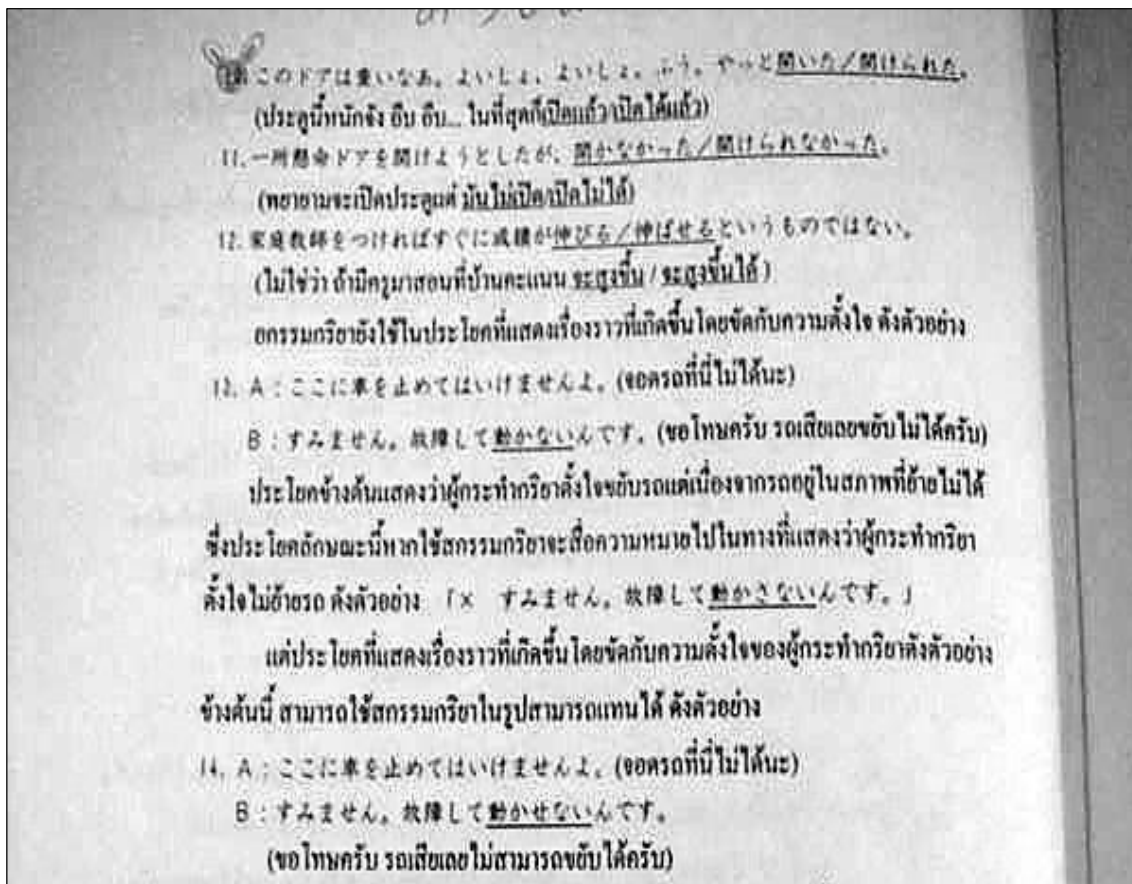 このドアは重いなあ。よいしょ、よいしょ。ふう。やっと開いた／開けられた。
(ประตูนี้หนักจัง ฮึบ ฮึบ... ในที่สุดก็เปิดแล้ว/เปิดได้แล้ว)
11. 一所懸命ドアを開けようとしたが、開かなかった／開けられなかった。
(พยายามจะเปิดประตูแต่ มันไม่เปิด/เปิดไม่ได้)
12. 家庭教師をつければすぐに成績が伸びる／伸ばせるというものではない。
(ไม่ใช่ว่า ถ้ามีครูมาสอนที่บ้านคะแนน จะสูงขึ้น / จะสูงขึ้นได้ )
อกรรมกริยายังใช้ในประโยคที่แสดงเรื่องราวที่เกิดขึ้นโดยขัดกับความตั้งใจ ดังตัวอย่าง
13. A：ここに車を止めてはいけませんよ。(จอดรถที่นี่ไม่ได้นะ)
B：すみません。故障して動かないんです。(ขอโทษครับ รถเสียเลยขยับไม่ได้ครับ)
ประโยคข้างต้นแสดงว่าผู้กระทำกริยาตั้งใจขยับรถแต่เนื่องจากรถอยู่ในสภาพที่ย้ายไม่ได้
ซึ่งประโยคลักษณะนี้หากใช้สกรรมกริยาจะสื่อความหมายไปในทางที่แสดงว่าผู้กระทำกริยา
ตั้งใจไม่ย้ายรถ ดังตัวอย่าง 「× すみません。故障して動かさないんです。」
แต่ประโยคที่แสดงเรื่องราวที่เกิดขึ้นโดยขัดกับความตั้งใจของผู้กระทำกริยาดังตัวอย่าง
ข้างต้นนี้ สามารถใช้สกรรมกริยาในรูปสามารถแทนได้ ดังตัวอย่าง
14. A：ここに車を止めてはいけませんよ。(จอดรถที่นี่ไม่ได้นะ)
B：すみません。故障して動かせないんです。
(ขอโทษครับ รถเสียเลยไม่สามารถขยับได้ครับ)